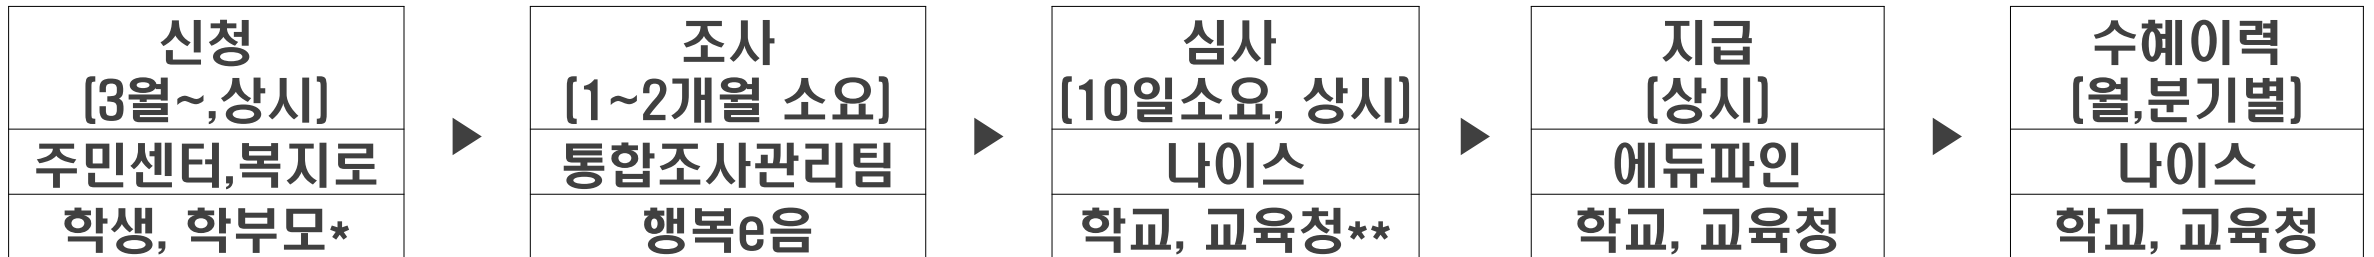 신청
(3월~,상시)
주민센터,복지로
학생, 학부모*
▶
조사
(1~2개월 소요)
통합조사관리팀
행복e음
▶
심사
(10일소요, 상시)
나이스
학교, 교육청**
▶
지급
(상시)
에듀파인
학교, 교육청
▶
수혜이력
(월,분기별)
나이스
학교, 교육청